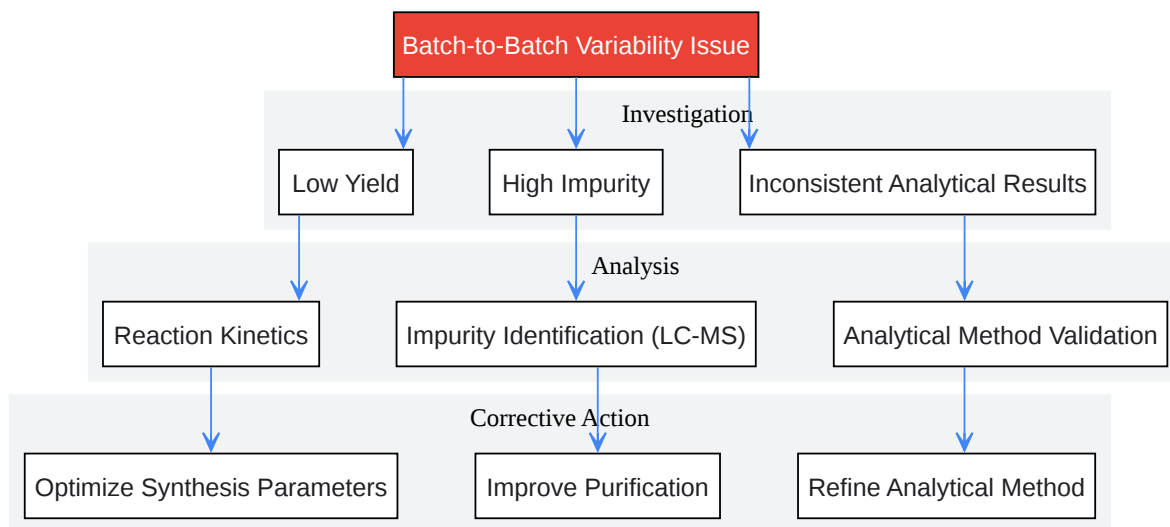 Batch-to-Batch Variability Issue
Investigation
Low Yield
High Impurity
Inconsistent Analytical Results
Analysis
Reaction Kinetics
Impurity Identification (LC-MS)
Analytical Method Validation
Corrective Action
Optimize Synthesis Parameters
Improve Purification
Refine Analytical Method